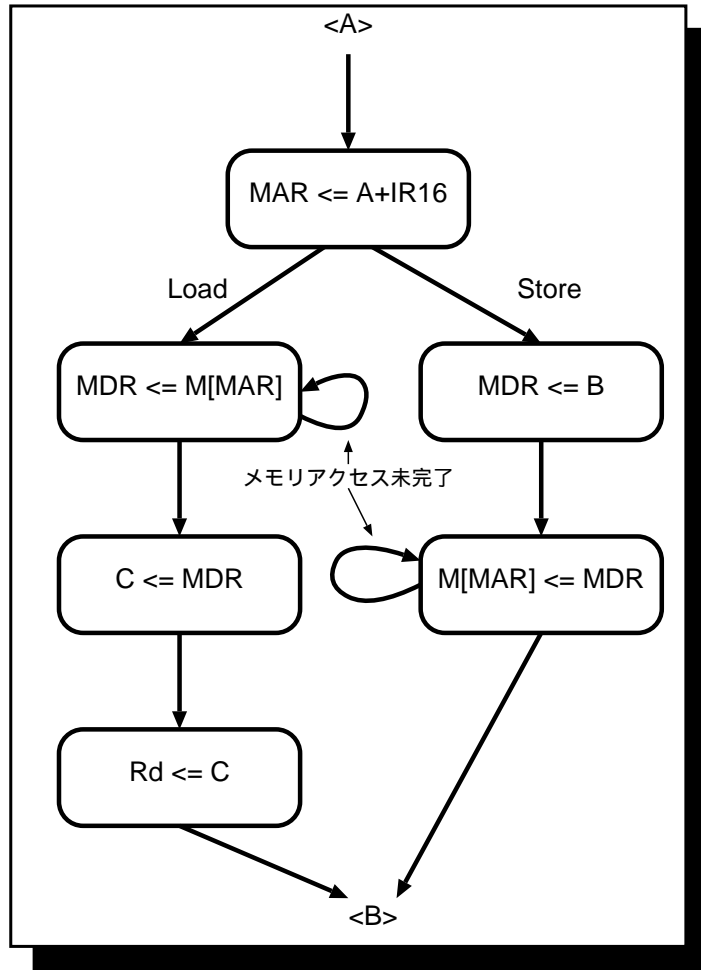 <A>
MAR <= A+IR16
Load
Store
MDR <= M[MAR]
MDR <= B
メモリアクセス未完了
C <= MDR
M[MAR] <= MDR
Rd <= C
<B>